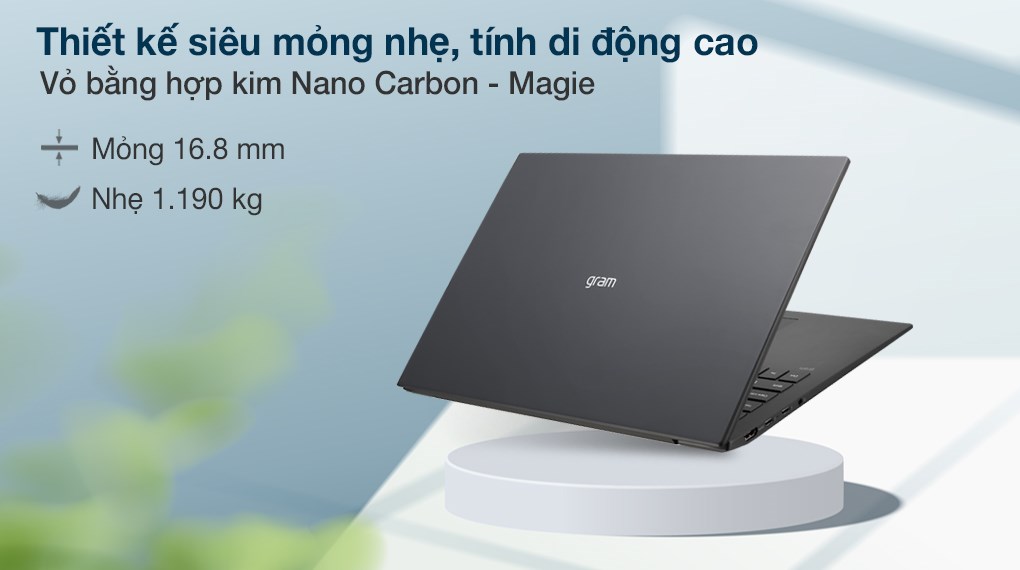 Thiết kế siêu mỏng nhẹ, tính di động cao
Vỏ bằng hợp kim Nano Carbon - Magie
Mỏng 16.8 mm
Nhẹ 1.190 kg
gram